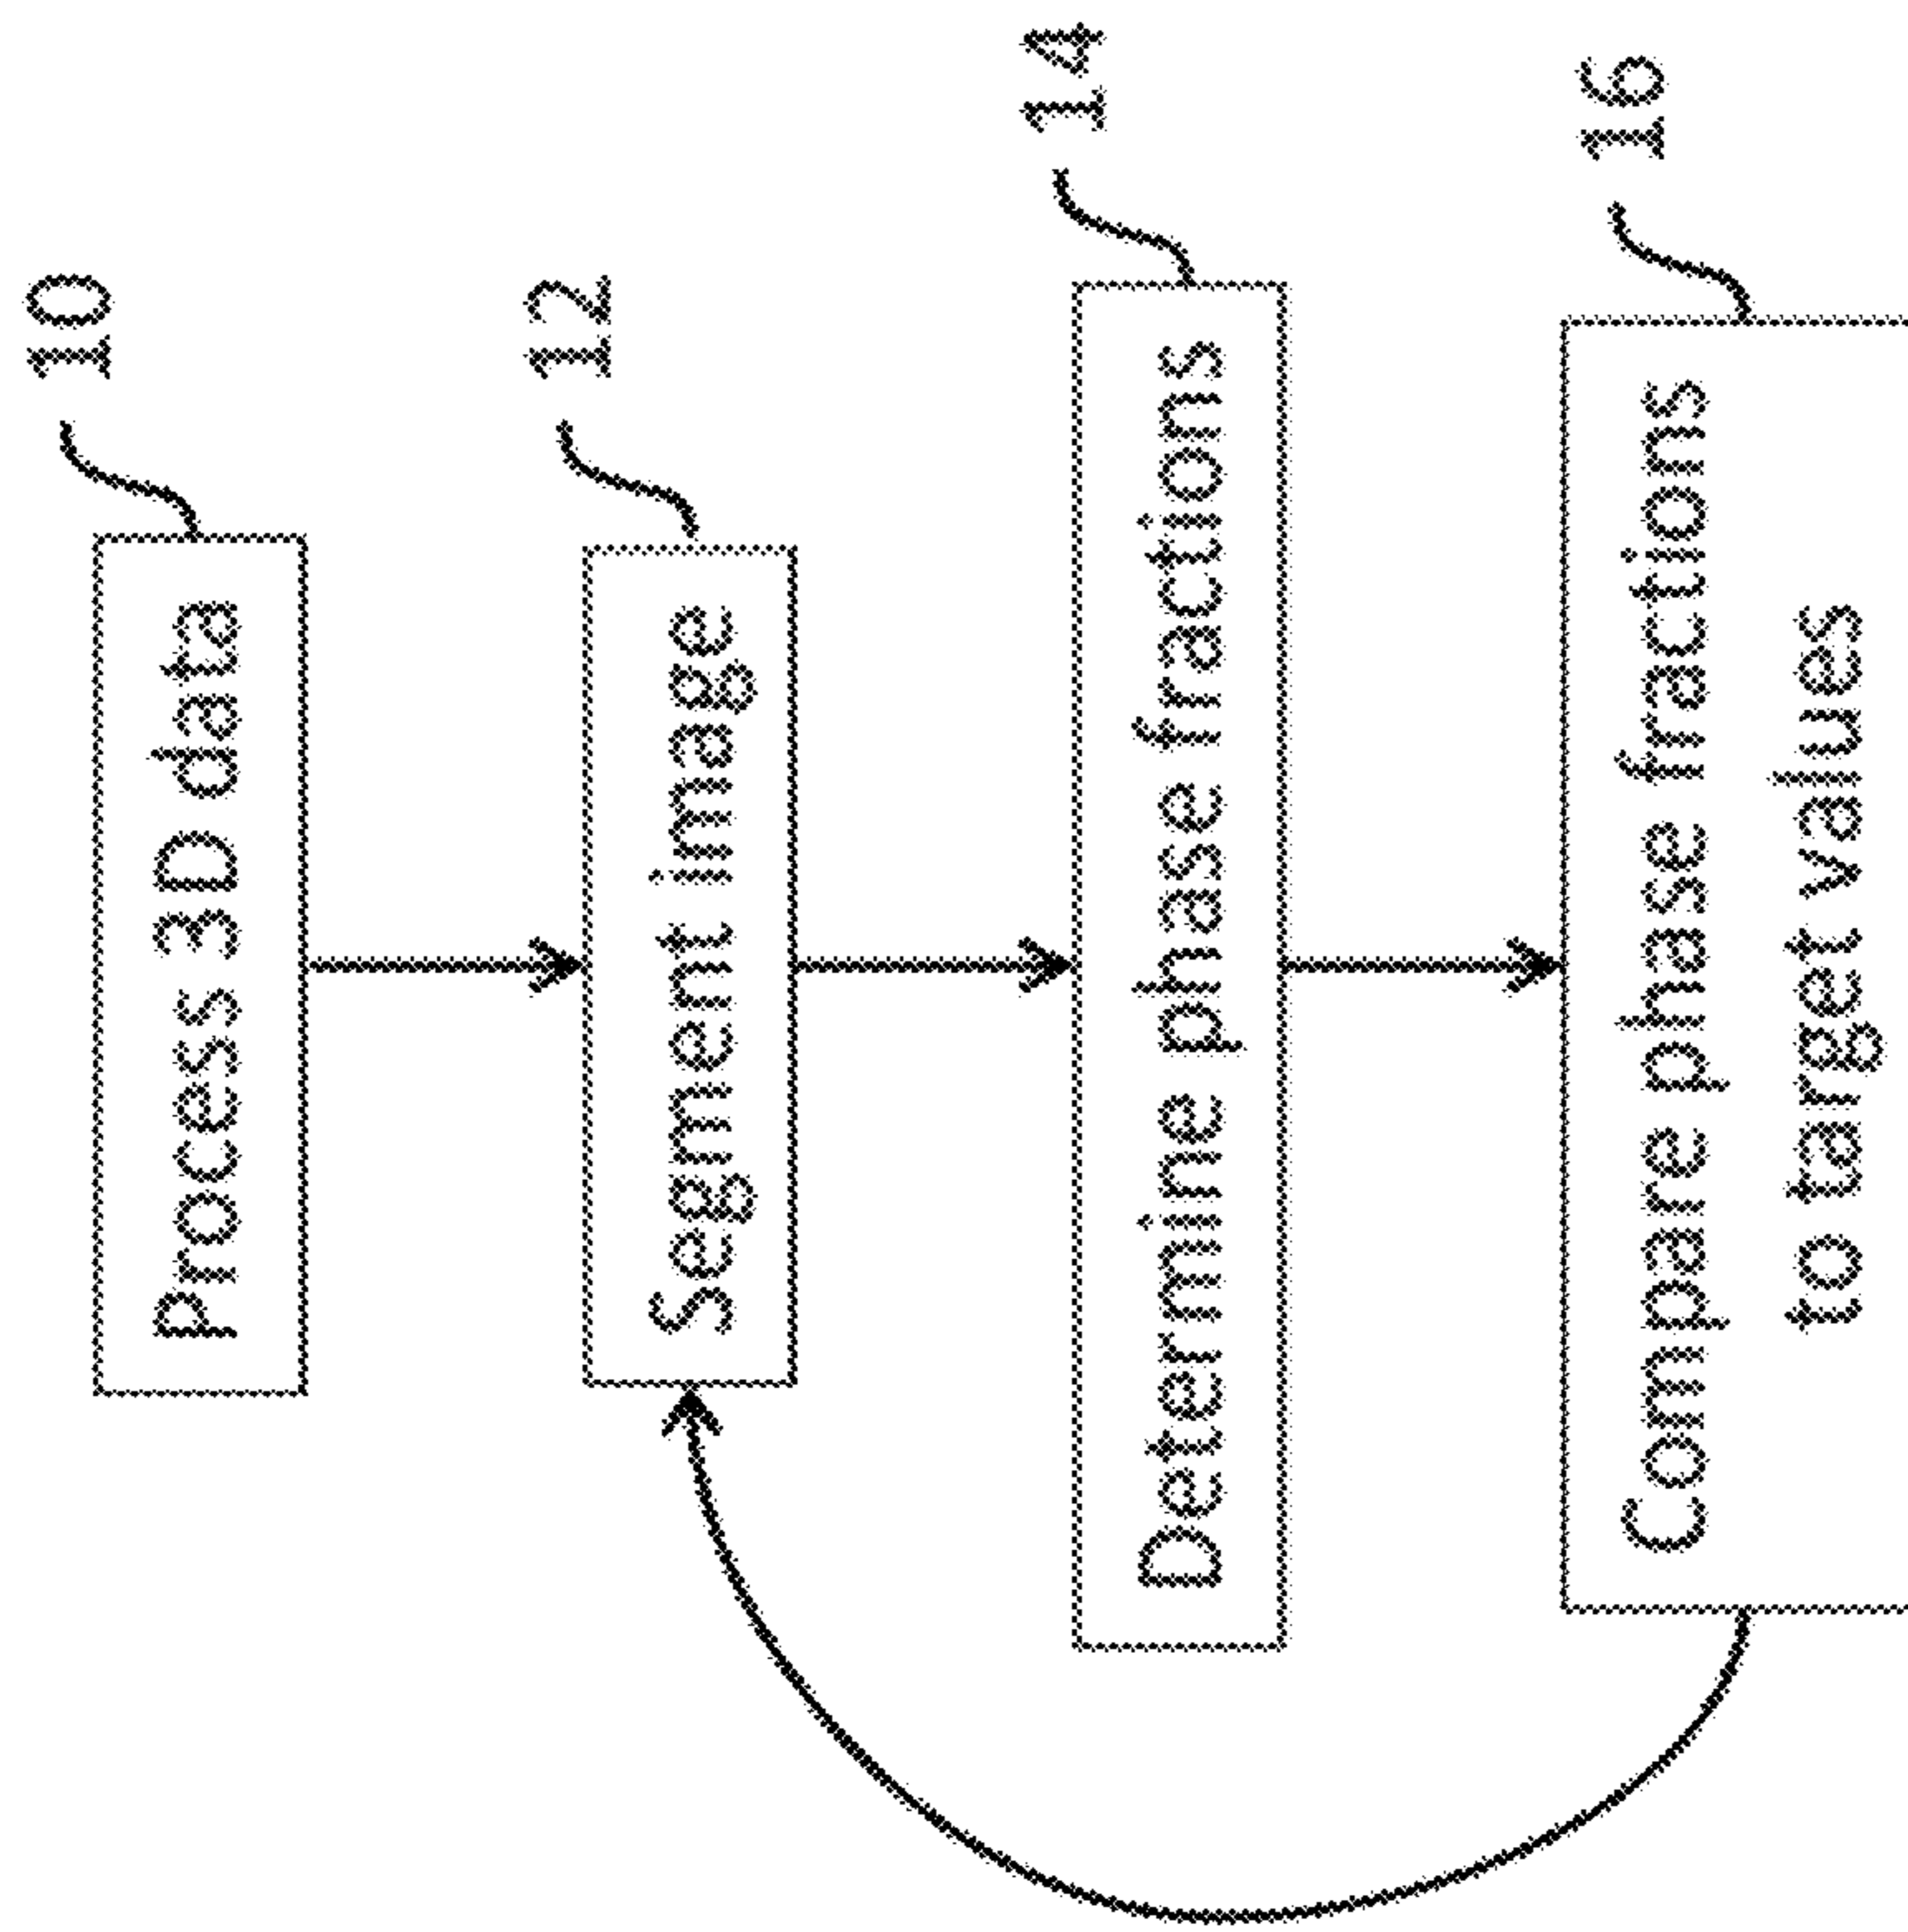 Process 3D data
10
Segment image
12
Determine phase fractions
14
Compare phase fractions
to target values
16